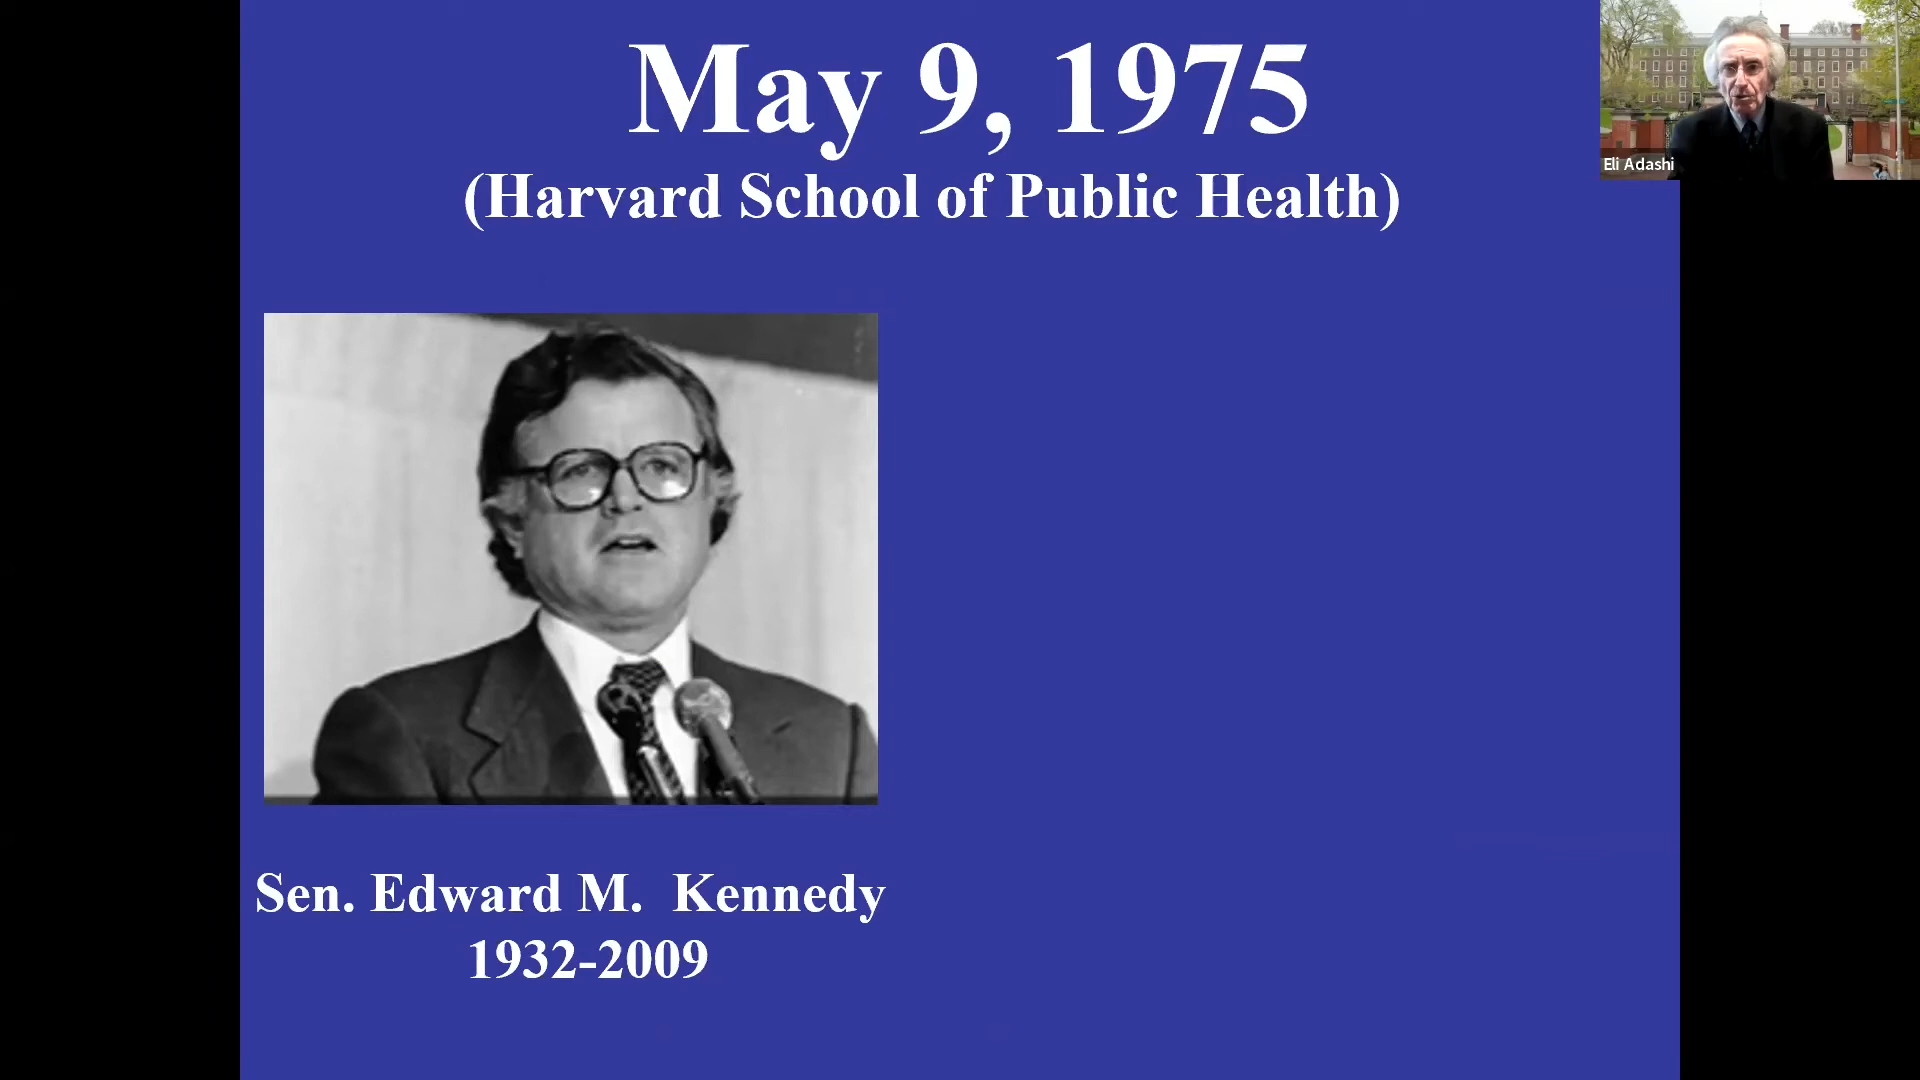 May 9, 1975
(Harvard School of Public Health)
Eli Adashi
Sen. Edward M.  Kennedy
1932-2009